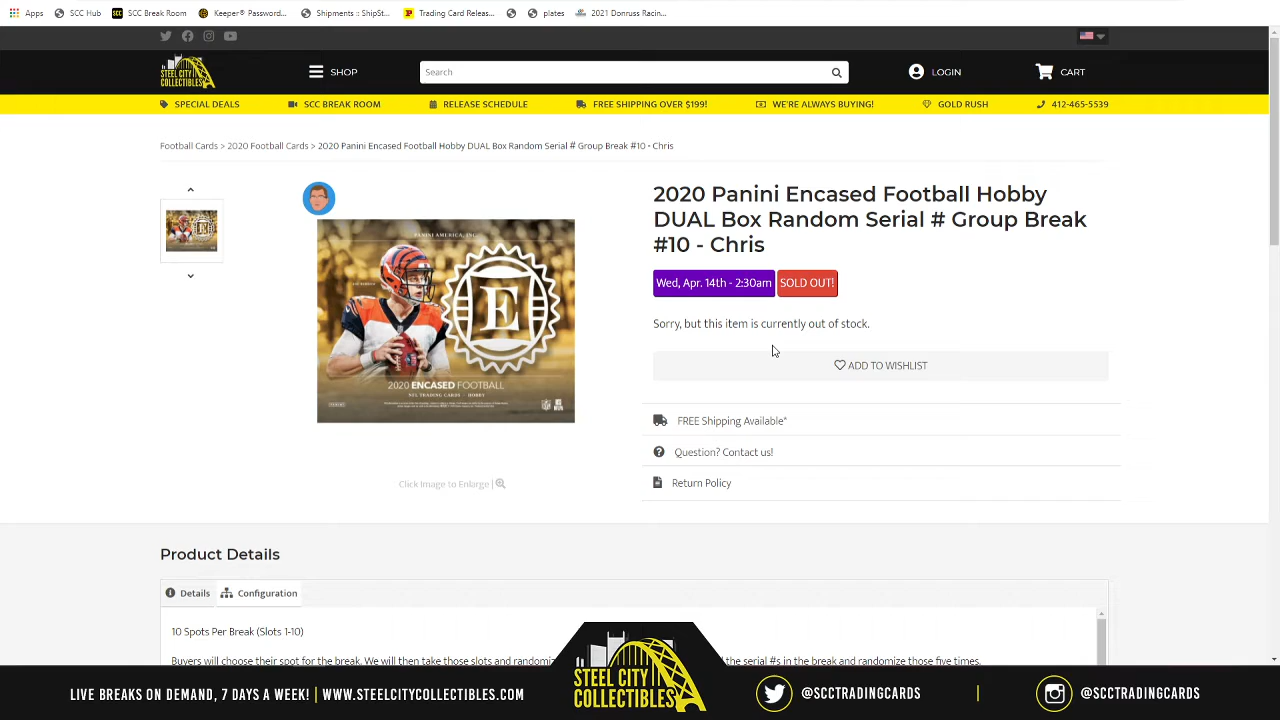 Apps SCC Hub SCC Break Room Keeper® Password... Shipments :: ShipSt... Trading Card Releas... plates 2021 Donruss Racin...
STEEL CITY COLLECTIBLES
SHOP
Search
LOGIN
CART
SPECIAL DEALS SCC BREAK ROOM RELEASE SCHEDULE FREE SHIPPING OVER $199! WE'RE ALWAYS BUYING! GOLD RUSH 412-465-5539
Football Cards > 2020 Football Cards > 2020 Panini Encased Football Hobby DUAL Box Random Serial # Group Break #10 - Chris
PANINI AMERICA, INC.
E
2020 ENCASED FOOTBALL
NFL TRADING CARDS • HOBBY
Click Image to Enlarge |
2020 Panini Encased Football Hobby
DUAL Box Random Serial # Group Break
#10 - Chris
Wed, Apr. 14th - 2:30am SOLD OUT!
Sorry, but this item is currently out of stock.
ADD TO WISHLIST
FREE Shipping Available*
Question? Contact us!
Return Policy
Product Details
Details Configuration
10 Spots Per Break (Slots 1-10)
Buyers will choose their spot for the break. We will then take those slots and randomiz the serial #s in the break and randomize those five times.
LIVE BREAKS ON DEMAND, 7 DAYS A WEEK! | WWW.STEELCITYCOLLECTIBLES.COM
STEEL CITY
COLLECTIBLES
@SCCTRADINGCARDS | @SCCTRADINGCARDS